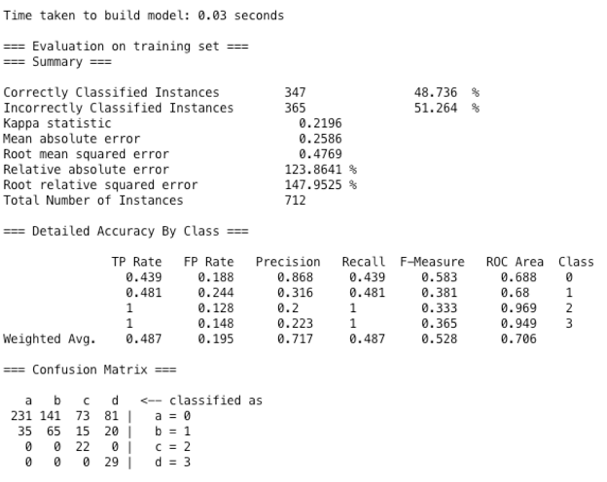 Time taken to build model: 0.03 seconds
=== Evaluation on training set ===
=== Summary ===
Correctly Classified Instances 347 48.736 %
Incorrectly Classified Instances 365 51.264 %
Kappa statistic 0.2196
Mean absolute error 0.2586
Root mean squared error 0.4769
Relative absolute error 123.8641 %
Root relative squared error 147.9525 %
Total Number of Instances 712
=== Detailed Accuracy By Class ===
TP Rate FP Rate Precision Recall F-Measure ROC Area Class
0.439 0.188 0.868 0.439 0.583 0.688 0
0.481 0.244 0.316 0.481 0.381 0.68 1
1 0.128 0.2 1 0.333 0.969 2
1 0.148 0.223 1 0.365 0.949 3
Weighted Avg. 0.487 0.195 0.717 0.487 0.528 0.706
=== Confusion Matrix ===
a b c d <-- classified as
231 141 73 81 | a = 0
35 65 15 20 | b = 1
0 0 22 0 | c = 2
0 0 0 29 | d = 3